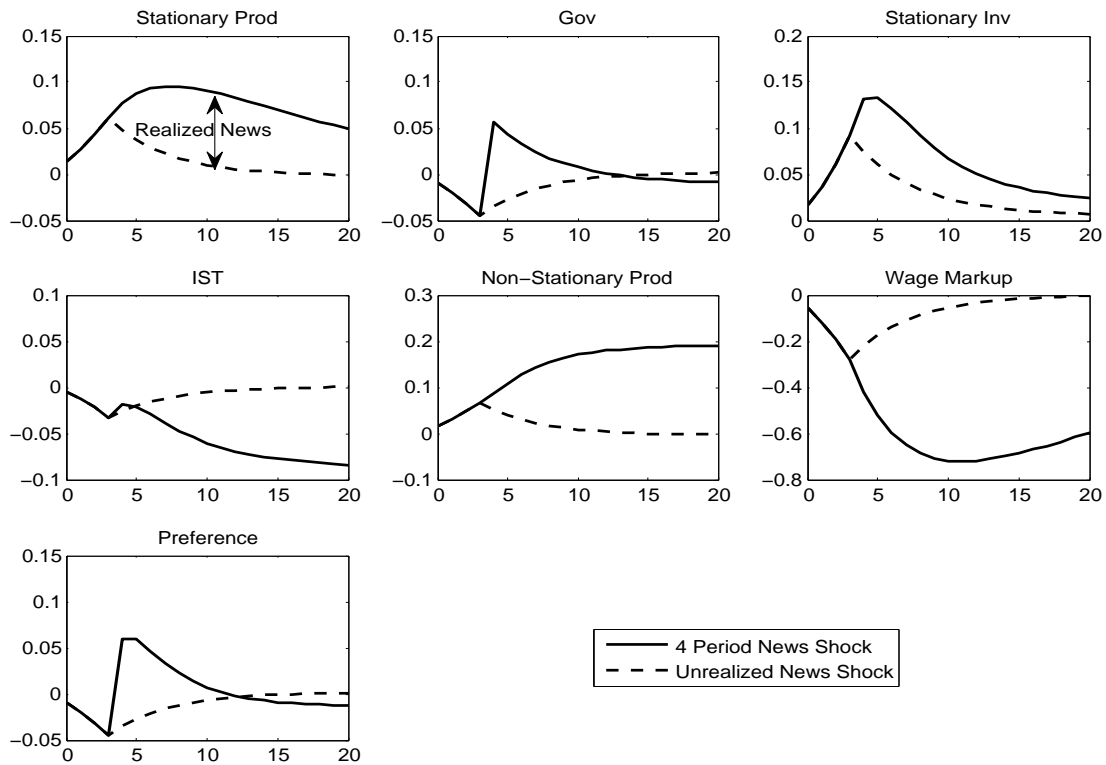 Stationary Prod
0.15
0.1
0.05
0
−0.05
Realized News
0 5 10 15 20
Gov
0.15
0.1
0.05
0
−0.05
0 5 10 15 20
Stationary Inv
0.2
0.15
0.1
0.05
0
0 5 10 15 20
IST
0.1
0.05
0
−0.05
−0.1
0 5 10 15 20
Non−Stationary Prod
0.3
0.2
0.1
0
−0.1
0 5 10 15 20
Wage Markup
0
−0.2
−0.4
−0.6
−0.8
0 5 10 15 20
Preference
0.15
0.1
0.05
0
−0.05
0 5 10 15 20
4 Period News Shock
Unrealized News Shock